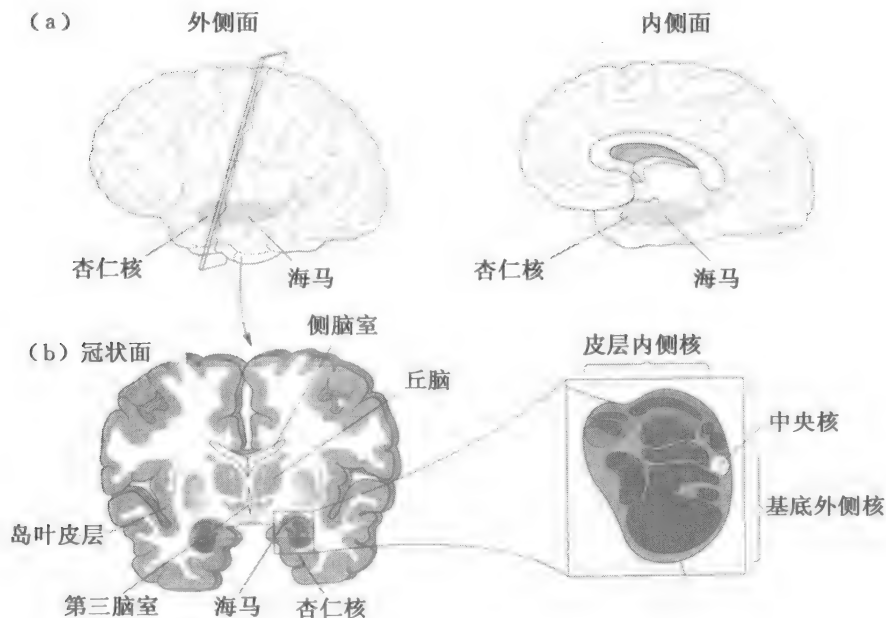 (a) 外侧面 内侧面
杏仁核 海马 杏仁核 海马
侧脑室
(b) 冠状面 皮层内侧核
丘脑
中央核
基底外侧核
岛叶皮层
第三脑室 海马 杏仁核